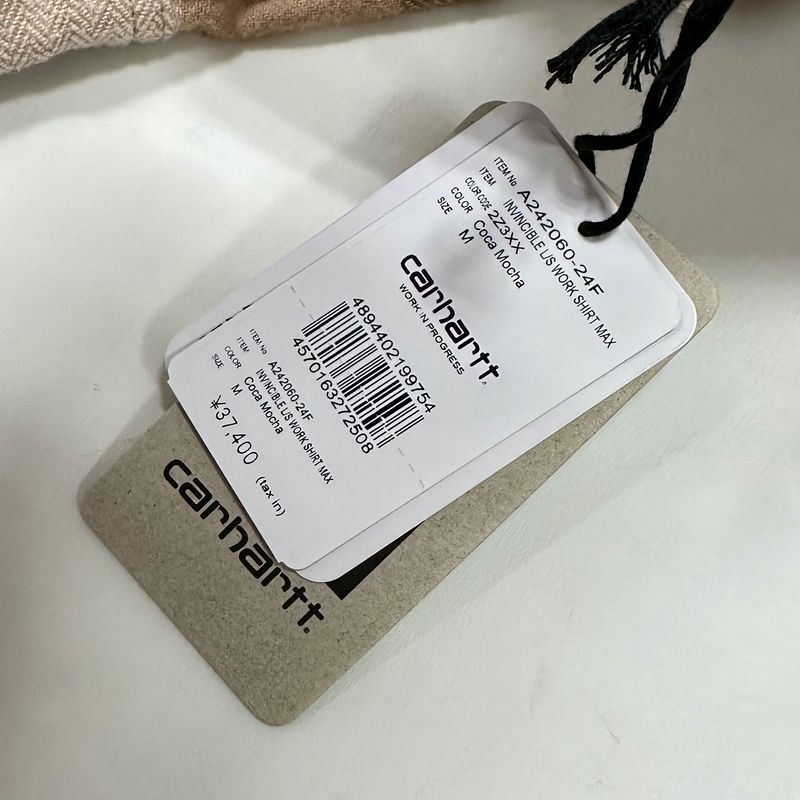 ITEM No A242060-24F
ITEM INVINCIBLE L/S WORK SHIRT MAX
COLOR CODE 2Z3XX
COLOR Coca Mocha
SIZE M
carhartt
WORK IN PROGRESS
4894402199754
4570163272508
ITEM No A242060-24F
ITEM INVINCIBLE L/S WORK SHIRT MAX
COLOR Coca Mocha
SIZE M
¥37,400 (tax in)
carhartt